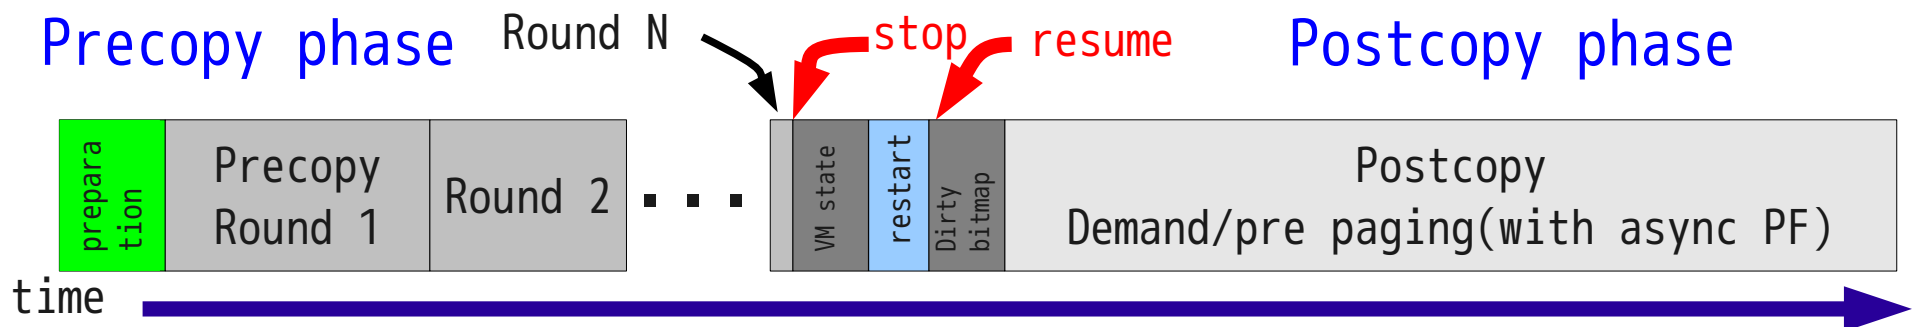 Precopy phase
Round N
stop
resume
Postcopy phase
prepara
tion
Precopy
Round 1
Round 2
VM state
restart
Dirty
bitmap
Postcopy
Demand/pre paging(with async PF)
time